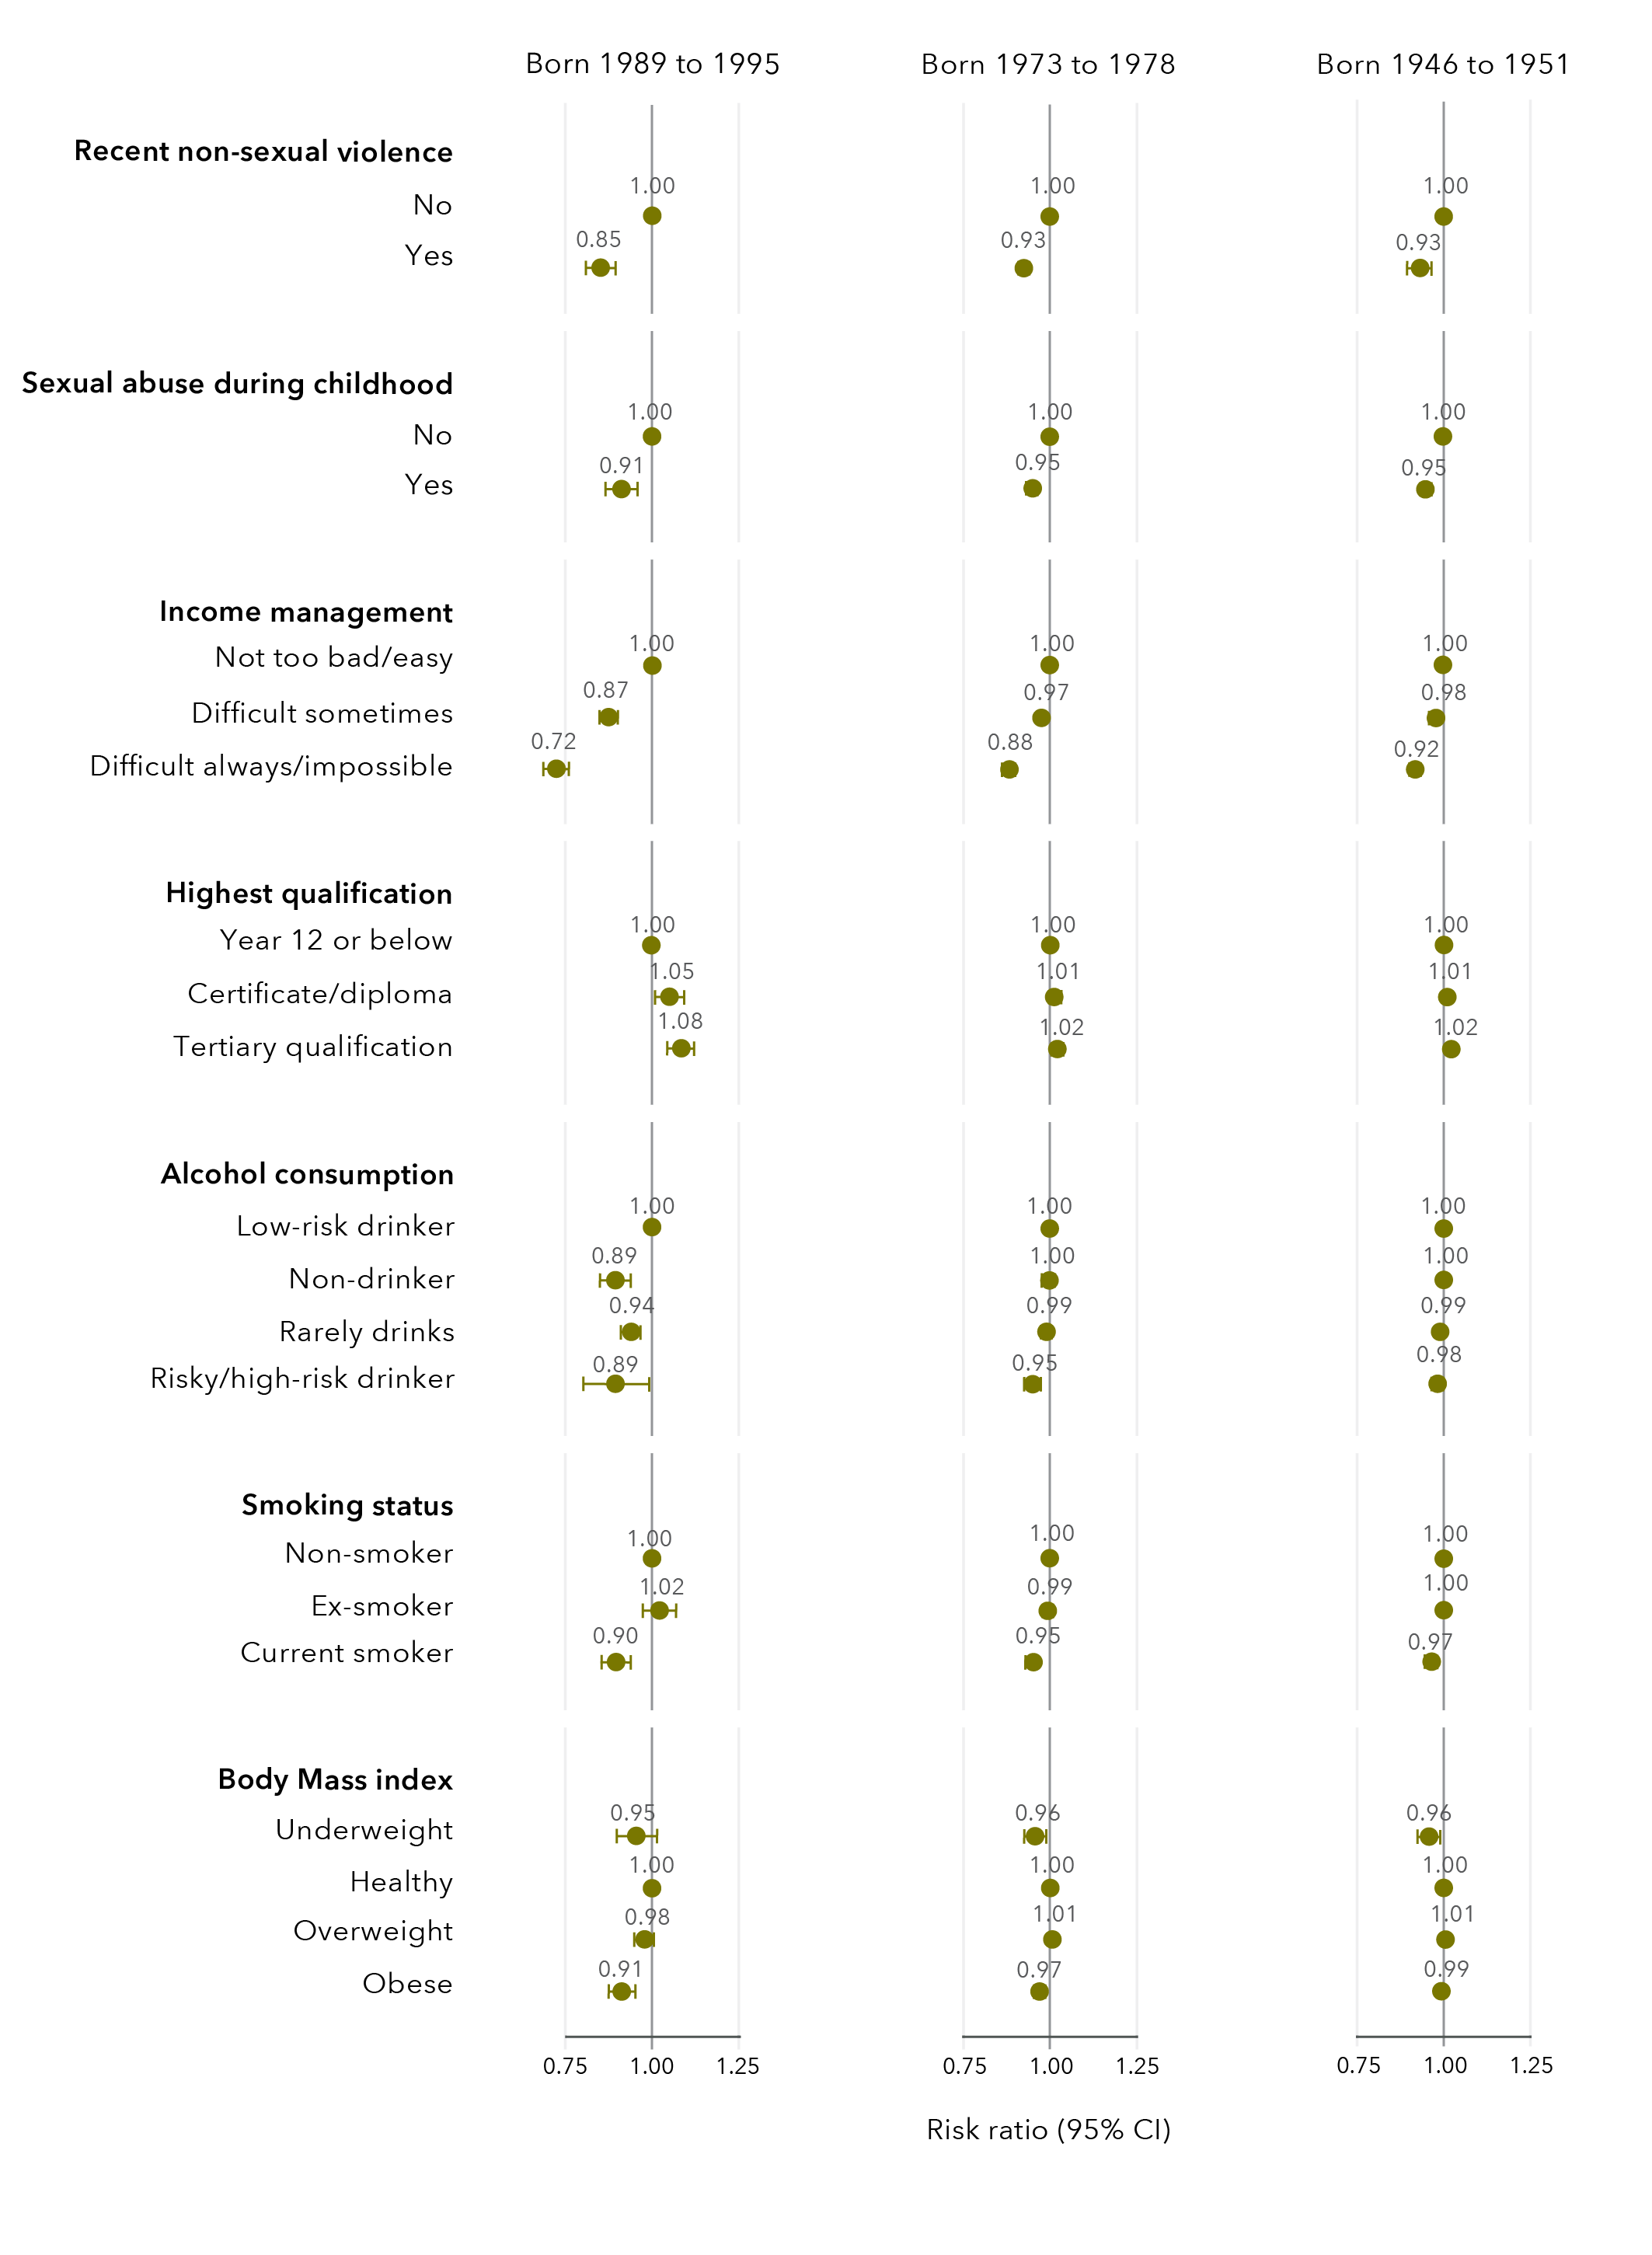 Born 1989 to 1995 Born 1973 to 1978 Born 1946 to 1951
Recent non-sexual violence
No 1.00 1.00 1.00
Yes 0.85 0.93 0.93
Sexual abuse during childhood
No 1.00 1.00 1.00
Yes 0.91 0.95 0.95
Income management
Not too bad/easy 1.00 1.00 1.00
Difficult sometimes 0.87 0.97 0.98
Difficult always/impossible 0.72 0.88 0.92
Highest qualification
Year 12 or below 1.00 1.00 1.00
Certificate/diploma 1.05 1.01 1.01
Tertiary qualification 1.08 1.02 1.02
Alcohol consumption
Low-risk drinker 1.00 1.00 1.00
Non-drinker 0.89 1.00 1.00
Rarely drinks 0.94 0.99 0.99
Risky/high-risk drinker 0.89 0.95 0.98
Smoking status
Non-smoker 1.00 1.00 1.00
Ex-smoker 1.02 0.99 1.00
Current smoker 0.90 0.95 0.97
Body Mass index
Underweight 0.95 0.96 0.96
Healthy 1.00 1.00 1.00
Overweight 0.98 1.01 1.01
Obese 0.91 0.97 0.99
0.75 1.00 1.25 0.75 1.00 1.25 0.75 1.00 1.25
Risk ratio (95% CI)